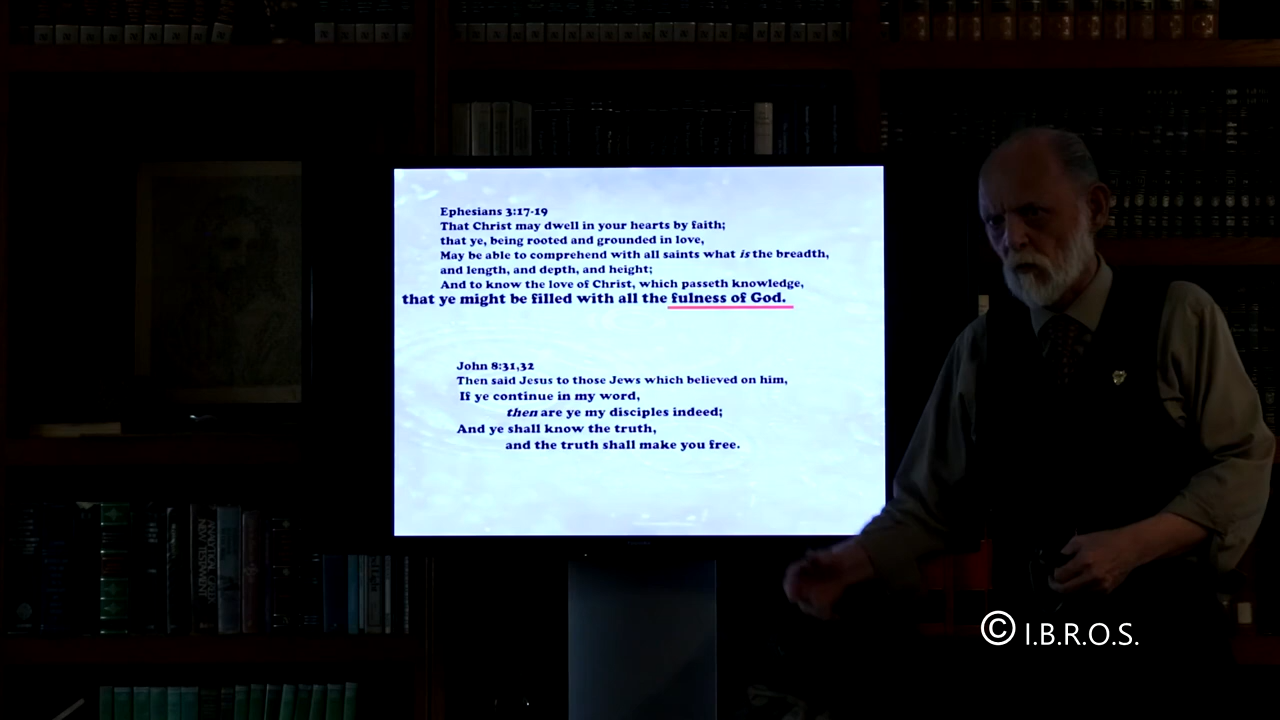 Ephesians 3:17-19
That Christ may dwell in your hearts by faith;
that ye, being rooted and grounded in love,
May be able to comprehend with all saints what is the breadth,
and length, and depth, and height;
And to know the love of Christ, which passeth knowledge,
that ye might be filled with all the fulness of God.
John 8:31,32
Then said Jesus to those Jews which believed on him,
If ye continue in my word,
then are ye my disciples indeed;
And ye shall know the truth,
and the truth shall make you free.
NEW TESTAMENT
© I.B.R.O.S.